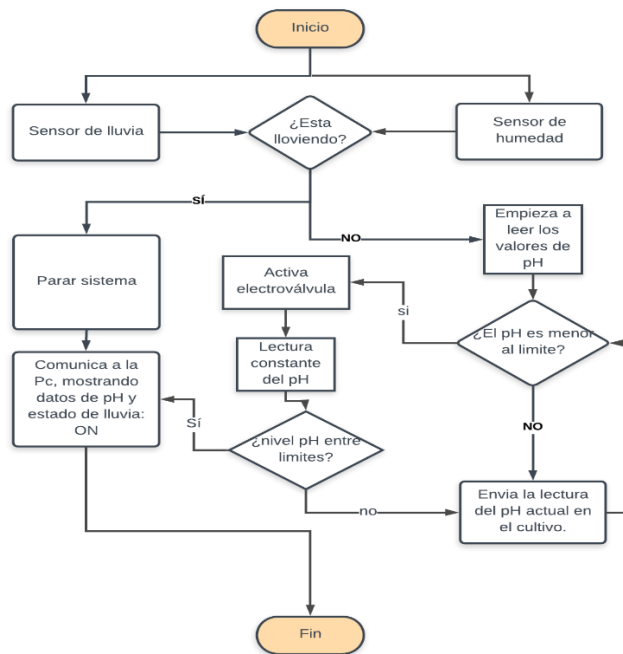 Inicio
Sensor de lluvia
¿Esta
lloviendo?
Sensor de
humedad
SÍ
NO
Empieza a
leer los
valores de
pH
Parar sistema
Activa
electroválvula
si
¿El pH es menor
al limite?
Lectura
constante
del pH
Comunica a la
Pc, mostrando
datos de pH y
estado de lluvia:
ON
Sí
¿nivel pH entre
limites?
NO
no
Envia la lectura
del pH actual en
el cultivo.
Fin